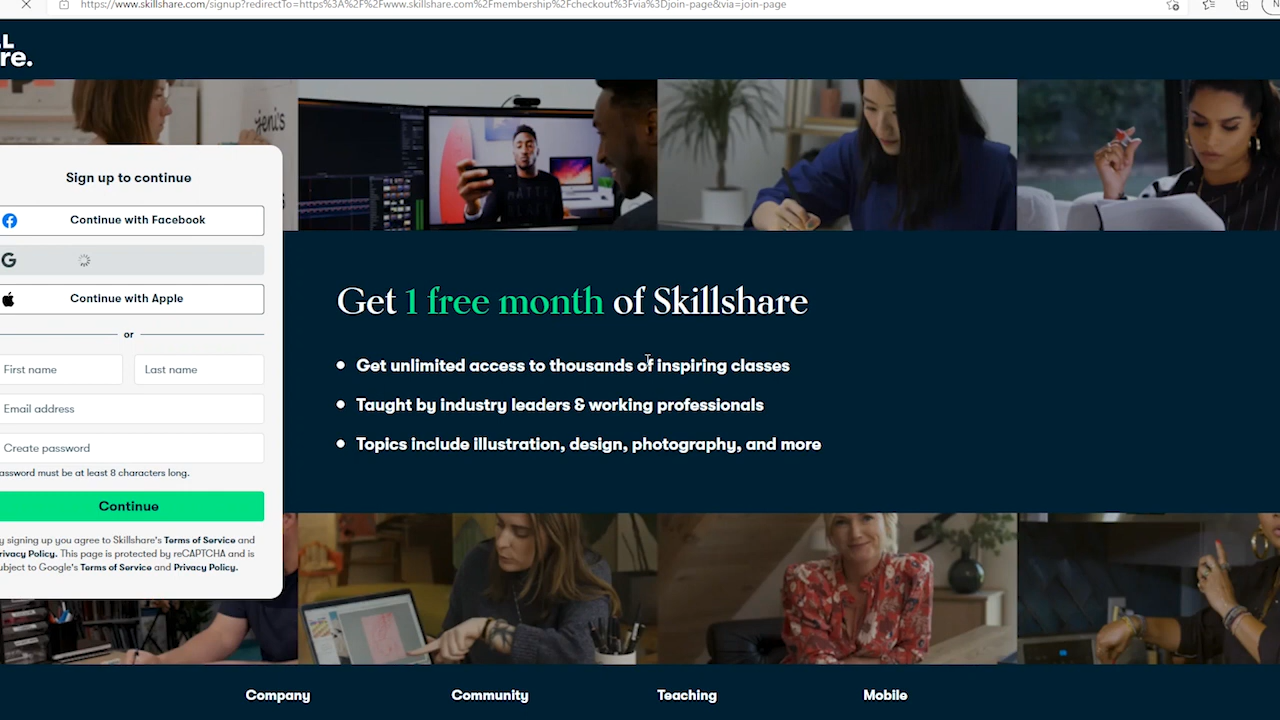 https://www.skillshare.com/signup?redirectTo=https%3A%2F%2Fwww.skillshare.com%2Fmembership%2Fcheckout%3Fvia%3Djoin-page&via=join-page
LL
re.
jeni's
MATTE
Sign up to continue
Continue with Facebook
Continue with Apple
or
First name
Last name
Email address
Create password
assword must be at least 8 characters long.
Continue
y signing up you agree to Skillshare's Terms of Service and
rivacy Policy. This page is protected by reCAPTCHA and is
ubject to Google's Terms of Service and Privacy Policy.
Get 1 free month of Skillshare
Get unlimited access to thousands of inspiring classes
Taught by industry leaders & working professionals
Topics include illustration, design, photography, and more
Company
Community
Teaching
Mobile